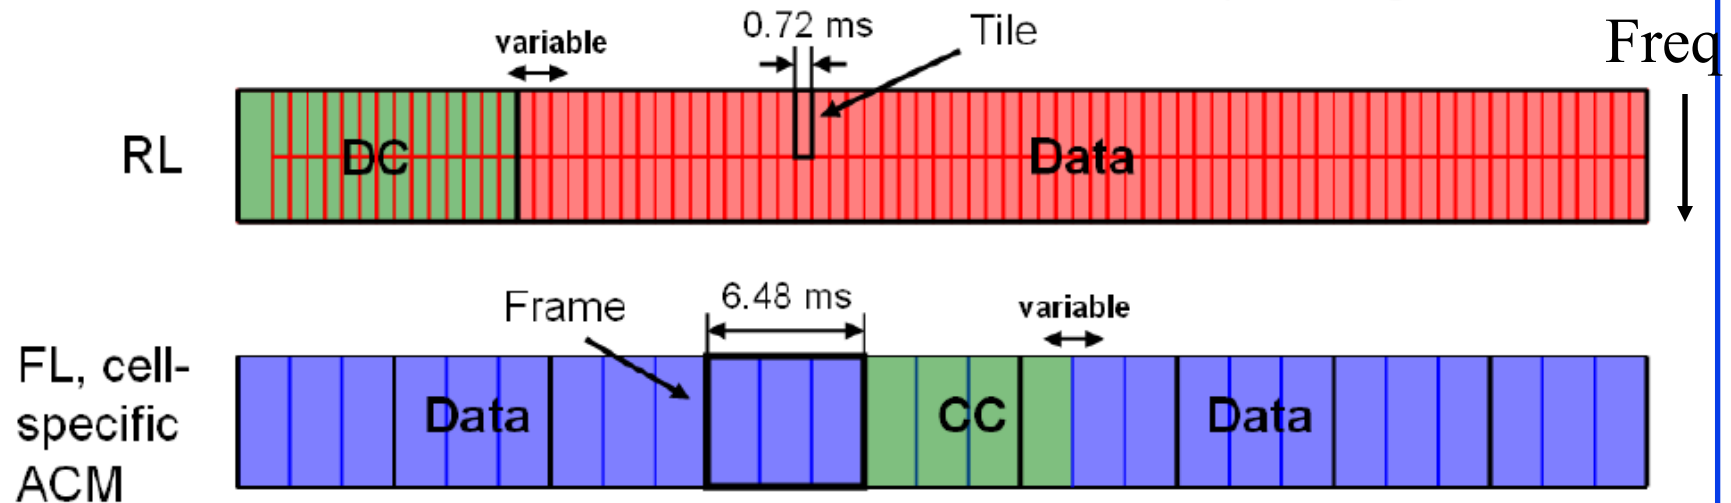 0.72 ms
Tile
Freq
variable
RL
DC
Data
Frame
6.48 ms
variable
FL, cell-
specific
ACM
Data
CC
Data